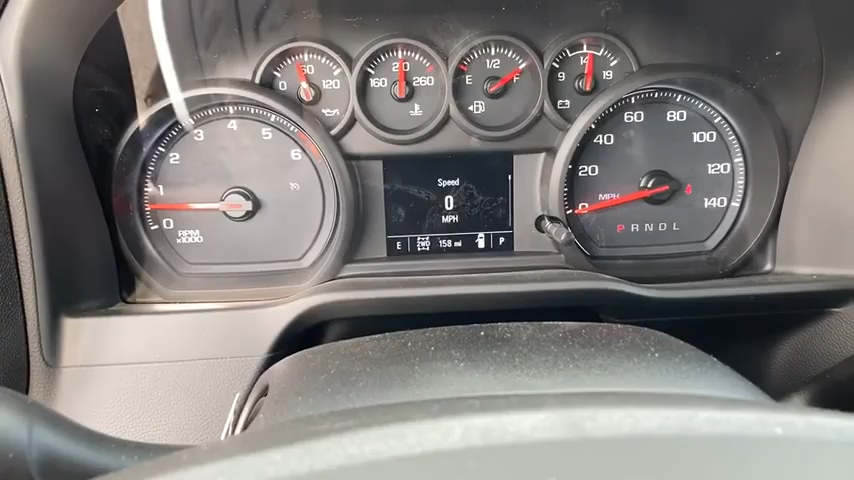 0 60 120
160 210 260
E 1/2 F
9 14 19
0 1 2 3 4 5 6
RPM
x1000
Speed
0
MPH
E 2WD 158 mi P
0 20 40 60 80 100 120 140
MPH
P R N D L